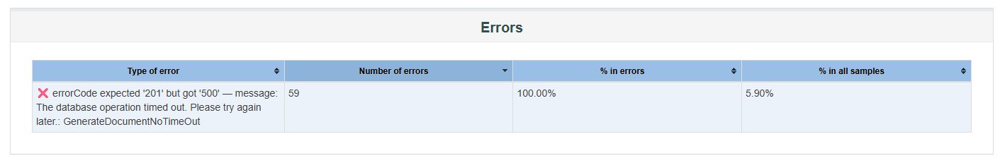 Errors
Type of error Number of errors % in errors % in all samples
❌ errorCode expected '201' but got '500' — message: 59 100.00% 5.90%
The database operation timed out. Please try again
later.: GenerateDocumentNoTimeOut